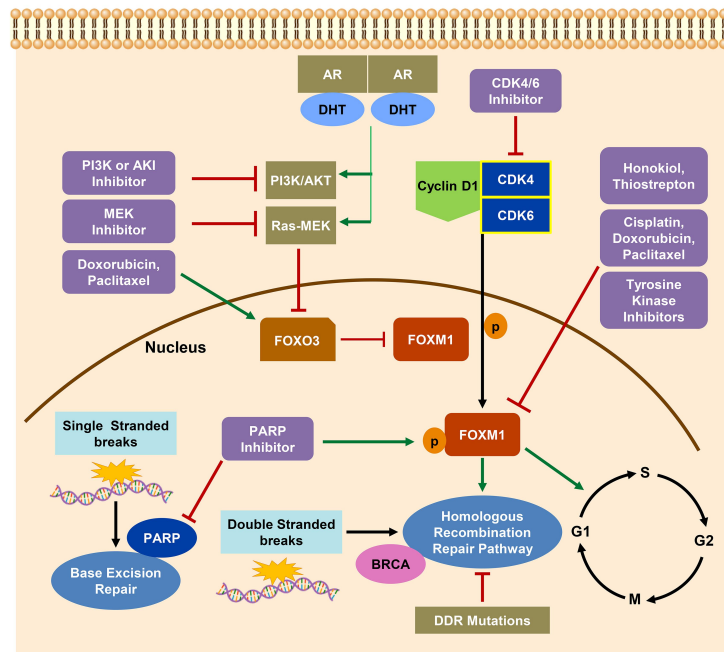 AR
AR
DHT
DHT
CDK4/6
Inhibitor
PI3K or AKI
Inhibitor
PI3K/AKT
Cyclin D1
CDK4
Honokiol,
Thiostrepton
MEK
Inhibitor
Ras-MEK
CDK6
Cisplatin,
Doxorubicin,
Paclitaxel
Doxorubicin,
Paclitaxel
Tyrosine
Kinase
Inhibitors
Nucleus
FOXO3
FOXM1
p
Single Stranded
breaks
PARP
Inhibitor
p
FOXM1
S
Double Stranded
breaks
Homologous
Recombination
Repair Pathway
G1
G2
PARP
BRCA
Base Excision
Repair
M
DDR Mutations